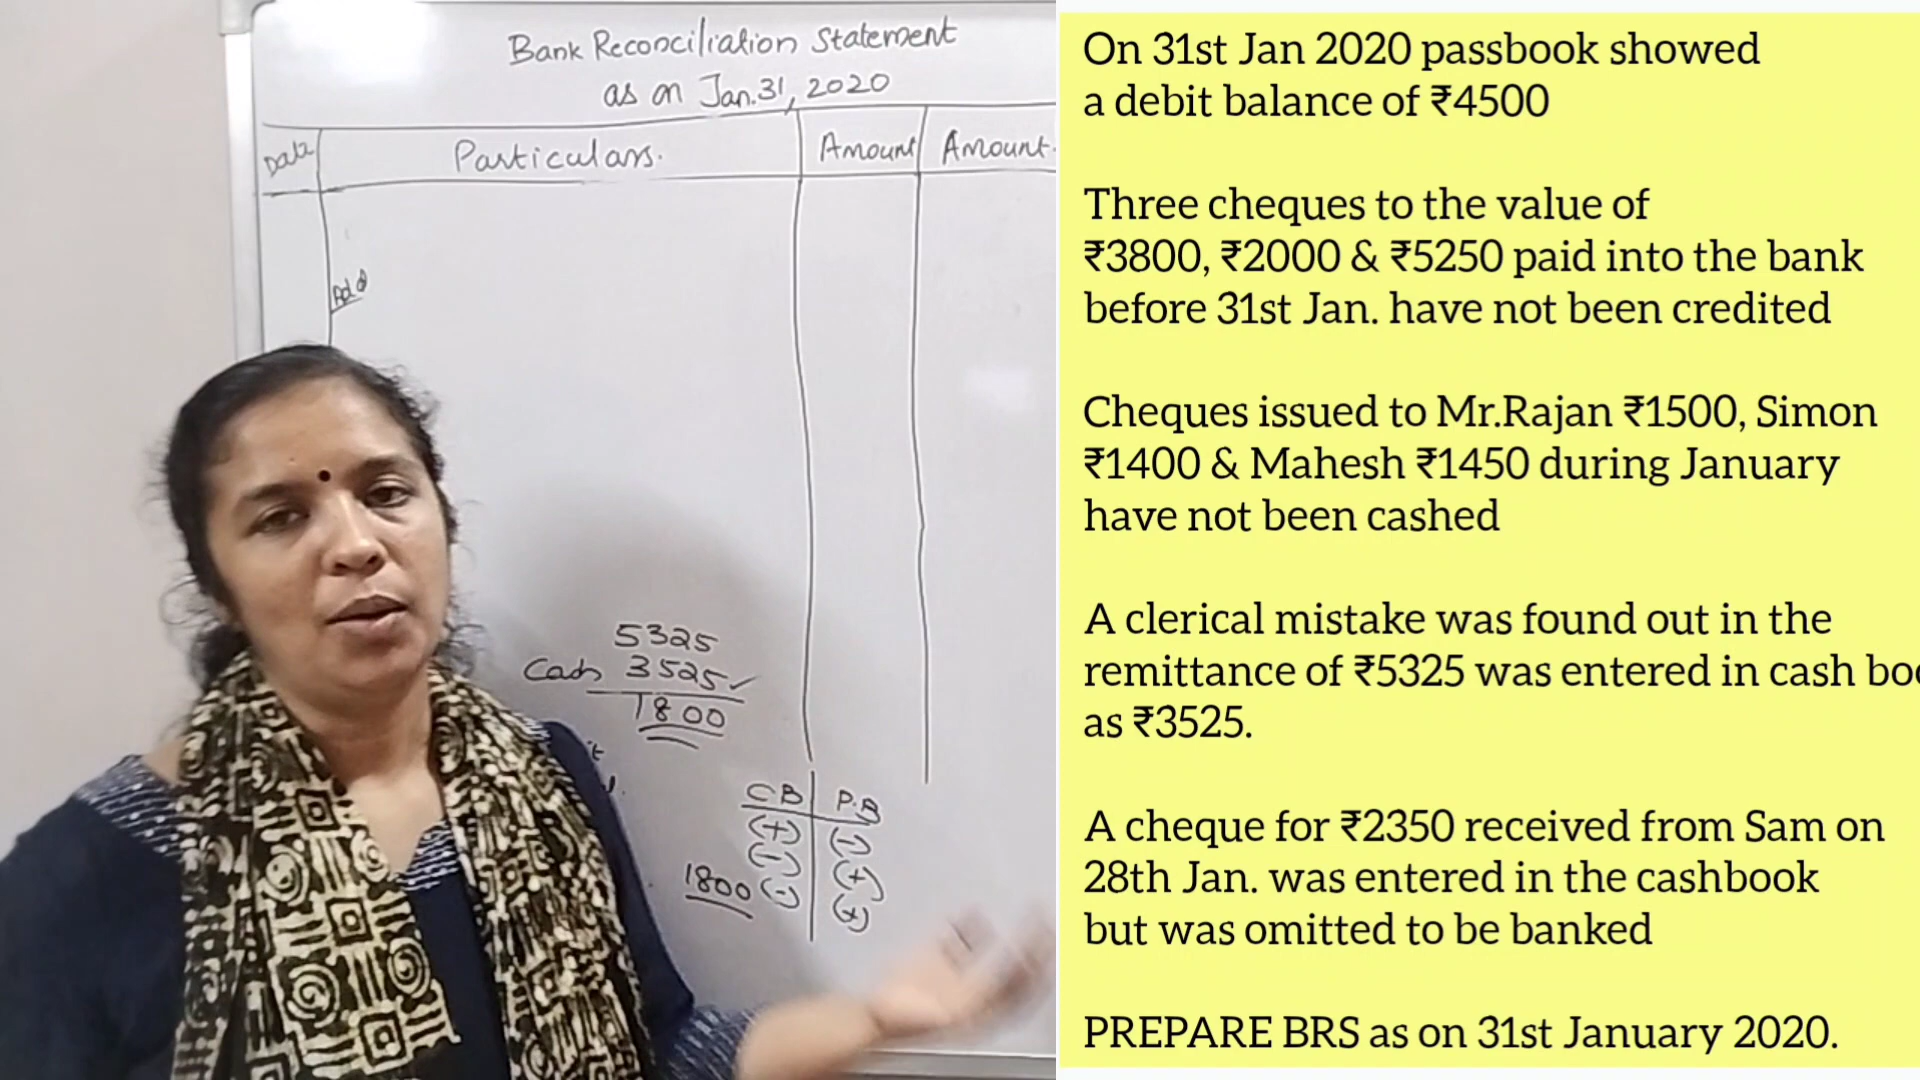 Bank Reconciliation Statement
as on Jan.31, 2020
Date Particulars. Amount Amount.
Add
5325
Cash 3525 ✓
1800
CB P.B
(+) (-)
(-) (+)
1800 (-) (+)
On 31st Jan 2020 passbook showed
a debit balance of ₹4500
Three cheques to the value of
₹3800, ₹2000 & ₹5250 paid into the bank
before 31st Jan. have not been credited
Cheques issued to Mr.Rajan ₹1500, Simon
₹1400 & Mahesh ₹1450 during January
have not been cashed
A clerical mistake was found out in the
remittance of ₹5325 was entered in cash
as ₹3525.
A cheque for ₹2350 received from Sam on
28th Jan. was entered in the cashbook
but was omitted to be banked
PREPARE BRS as on 31st January 2020.